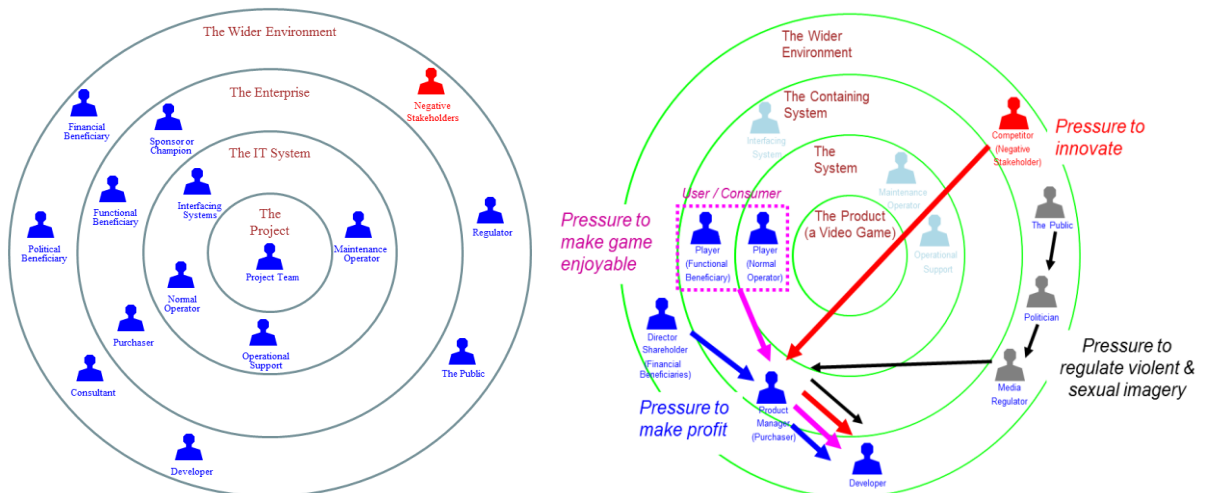 The Wider Environment
Negative
Stakeholders
Financial
Beneficiary
The Enterprise
Sponsor or
Champion
The IT System
Functional
Beneficiary
Interfacing
Systems
The
Project
Project Team
Maintenance
Operator
Regulator
Political
Beneficiary
Normal
Operator
Purchaser
Operational
Support
The Public
Consultant
Developer
The Wider
Environment
The Containing
System
Interfacing
System
The
System
Maintenance
Operator
Competitor
(Negative
Stakeholder)
Pressure to
innovate
User / Consumer
The Product
(a Video Game)
The Public
Pressure to
make game
enjoyable
Player
(Functional
Beneficiary)
Player
(Normal
Operator)
Operational
Support
Politician
Director
Shareholder
(Financial
Beneficiaries)
Pressure to
regulate violent &
sexual imagery
Media
Regulator
Pressure to
make profit
Product
Manager
(Purchaser)
Developer